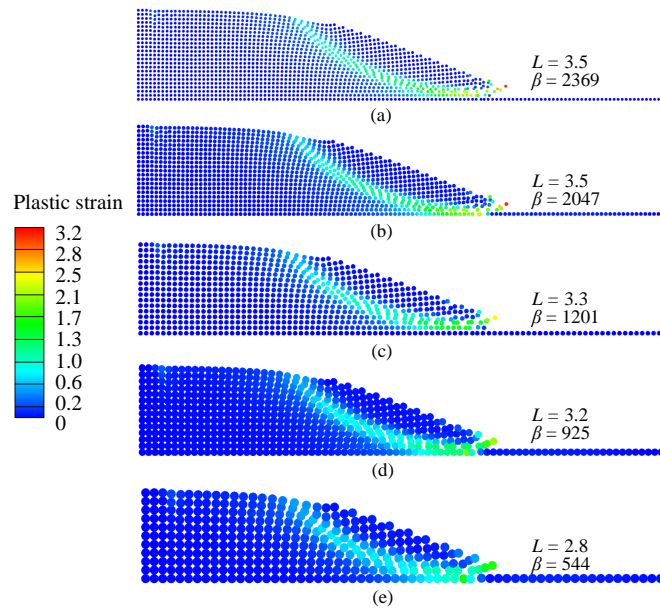 L = 3.5
β = 2369
(a)
L = 3.5
β = 2047
(b)
Plastic strain
3.2
2.8
2.5
2.1
1.7
1.3
1.0
0.6
0.2
0
L = 3.3
β = 1201
(c)
L = 3.2
β = 925
(d)
L = 2.8
β = 544
(e)